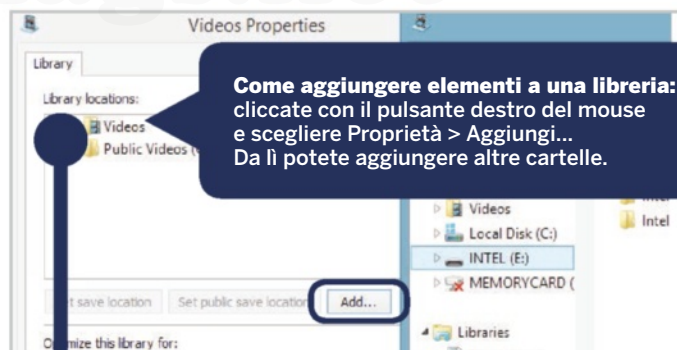 Videos Properties
Library
Library locations:
Videos
Public Videos
Come aggiungere elementi a una libreria:
cliccate con il pulsante destro del mouse
e scegliere Proprietà > Aggiungi...
Da lì potete aggiungere altre cartelle.
Videos
Local Disk (C:)
INTEL (E:)
MEMORYCARD (
Libraries
Intel
save location
Set public save location
Add...
this library for: